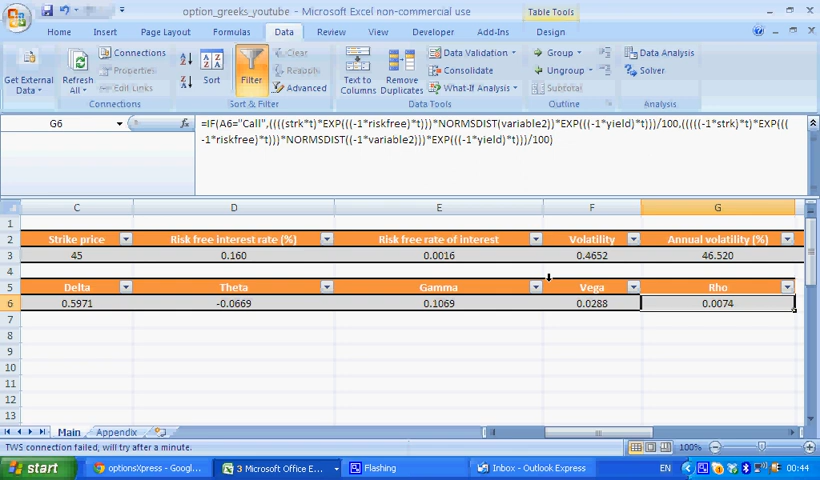 option_greeks_youtube - Microsoft Excel non-commercial use
Table Tools
Home Insert Page Layout Formulas Data Review View Developer Add-Ins Design
Get External Data
Refresh All
Connections
Properties
Edit Links
Connections
Sort
Filter
Clear
Reapply
Advanced
Sort & Filter
Text to Columns
Remove Duplicates
Data Validation
Consolidate
What-If Analysis
Data Tools
Group
Ungroup
Subtotal
Outline
Data Analysis
Solver
Analysis
G6
fx
=IF(A6="Call",((((strk*t)*EXP(((-1*riskfree)*t)))*NORMSDIST(variable2))*EXP(((-1*yield)*t)))/100,(((((-1*strk)*t)*EXP(((
-1*riskfree)*t)))*NORMSDIST((-1*variable2)))*EXP(((-1*yield)*t)))/100)
C D E F G
1
2 Strike price Risk free interest rate (%) Risk free rate of interest Volatility Annual volatility (%)
3 45 0.160 0.0016 0.4652 46.520
4
5 Delta Theta Gamma Vega Rho
6 0.5971 -0.0669 0.1069 0.0288 0.0074
7
8
9
10
11
12
13
Main Appendix
TWS connection failed, will try after a minute.
100%
start
optionsXpress - Googl...
3 Microsoft Office E...
Flashing
Inbox - Outlook Express
EN
00:44